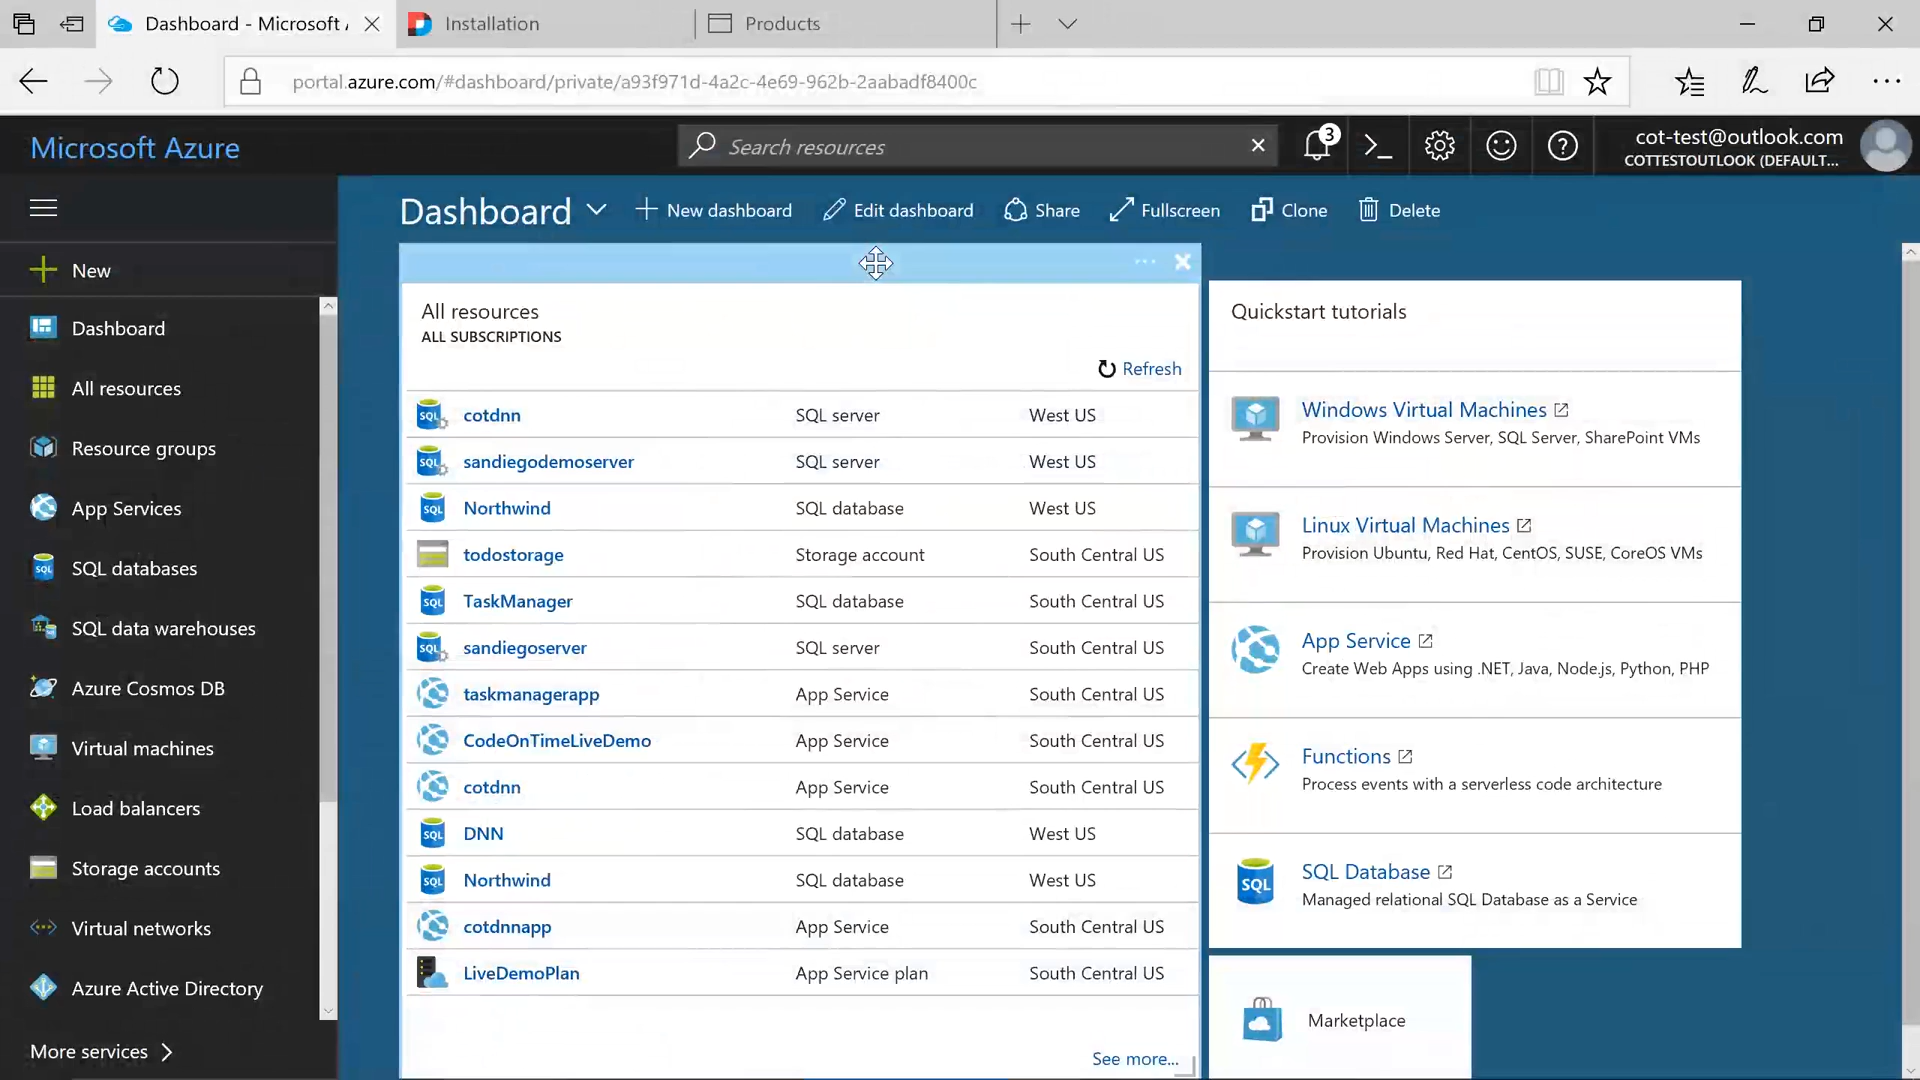 Dashboard - Microsoft A
Installation
Products
portal.azure.com/#dashboard/private/a93f971d-4a2c-4e69-962b-2aabadf8400c
Microsoft Azure
Search resources
3
cot-test@outlook.com
COTTESTOUTLOOK (DEFAULT...
Dashboard
New dashboard
Edit dashboard
Share
Fullscreen
Clone
Delete
New
Dashboard
All resources
Resource groups
App Services
SQL databases
SQL data warehouses
Azure Cosmos DB
Virtual machines
Load balancers
Storage accounts
Virtual networks
Azure Active Directory
More services
All resources
ALL SUBSCRIPTIONS
Refresh
SQL cotdnn SQL server West US
SQL sandiegodemoserver SQL server West US
SQL Northwind SQL database West US
todostorage Storage account South Central US
SQL TaskManager SQL database South Central US
SQL sandiegoserver SQL server South Central US
taskmanagerapp App Service South Central US
CodeOnTimeLiveDemo App Service South Central US
cotdnn App Service South Central US
SQL DNN SQL database West US
SQL Northwind SQL database West US
cotdnnapp App Service South Central US
LiveDemoPlan App Service plan South Central US
See more...
Quickstart tutorials
Windows Virtual Machines
Provision Windows Server, SQL Server, SharePoint VMs
Linux Virtual Machines
Provision Ubuntu, Red Hat, CentOS, SUSE, CoreOS VMs
App Service
Create Web Apps using .NET, Java, Node.js, Python, PHP
Functions
Process events with a serverless code architecture
SQL
SQL Database
Managed relational SQL Database as a Service
Marketplace